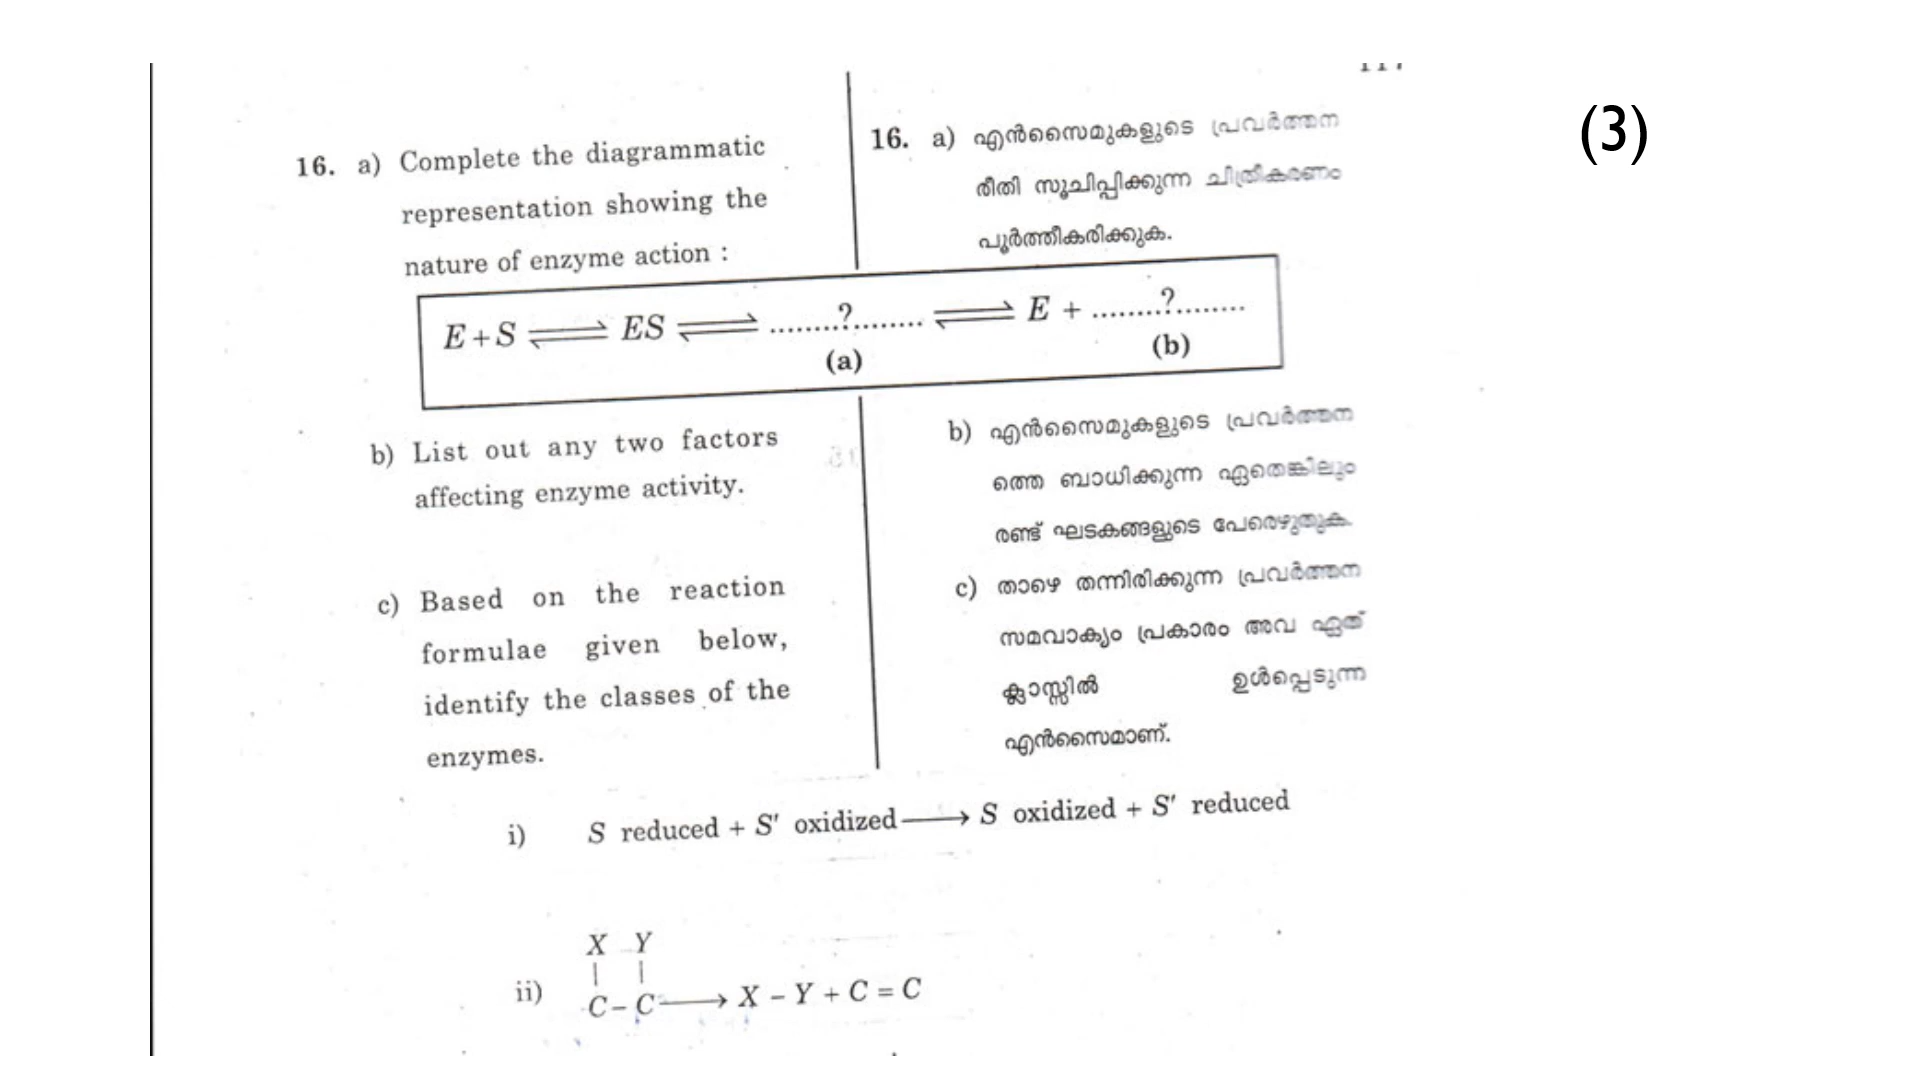 (3)
16. a) Complete the diagrammatic
representation showing the
nature of enzyme action :
16. a) എൻസൈമുകളുടെ പ്രവർത്തന
രീതി സൂചിപ്പിക്കുന്ന ചിത്രീകരണം
പൂർത്തീകരിക്കുക.
E + S ⇌ ES ⇌ ........?........ ⇌ E + ........?........
(a) (b)
b) List out any two factors
affecting enzyme activity.
b) എൻസൈമുകളുടെ പ്രവർത്തന
ത്തെ ബാധിക്കുന്ന ഏതെങ്കിലും
രണ്ട് ഘടകങ്ങളുടെ പേരെഴുതുക.
c) Based on the reaction
formulae given below,
identify the classes of the
enzymes.
c) താഴെ തന്നിരിക്കുന്ന പ്രവർത്തന
സമവാക്യം പ്രകാരം അവ ഏത്
ക്ലാസ്സിൽ ഉൾപ്പെടുന്ന
എൻസൈമാണ്.
i) S reduced + S' oxidized ⟶ S oxidized + S' reduced
X Y
| |
ii) C – C ⟶ X – Y + C = C